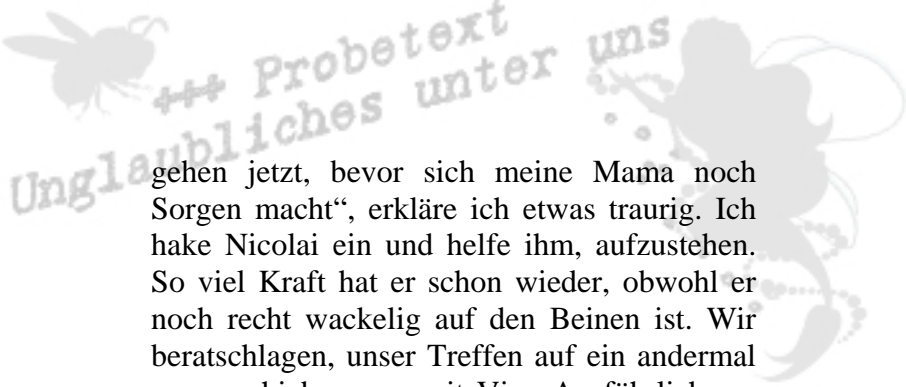 +++ Probetext
Unglaubliches unter uns
gehen jetzt, bevor sich meine Mama noch
Sorgen macht“, erkläre ich etwas traurig. Ich
hake Nicolai ein und helfe ihm, aufzustehen.
So viel Kraft hat er schon wieder, obwohl er
noch recht wackelig auf den Beinen ist. Wir
beratschlagen, unser Treffen auf ein andermal